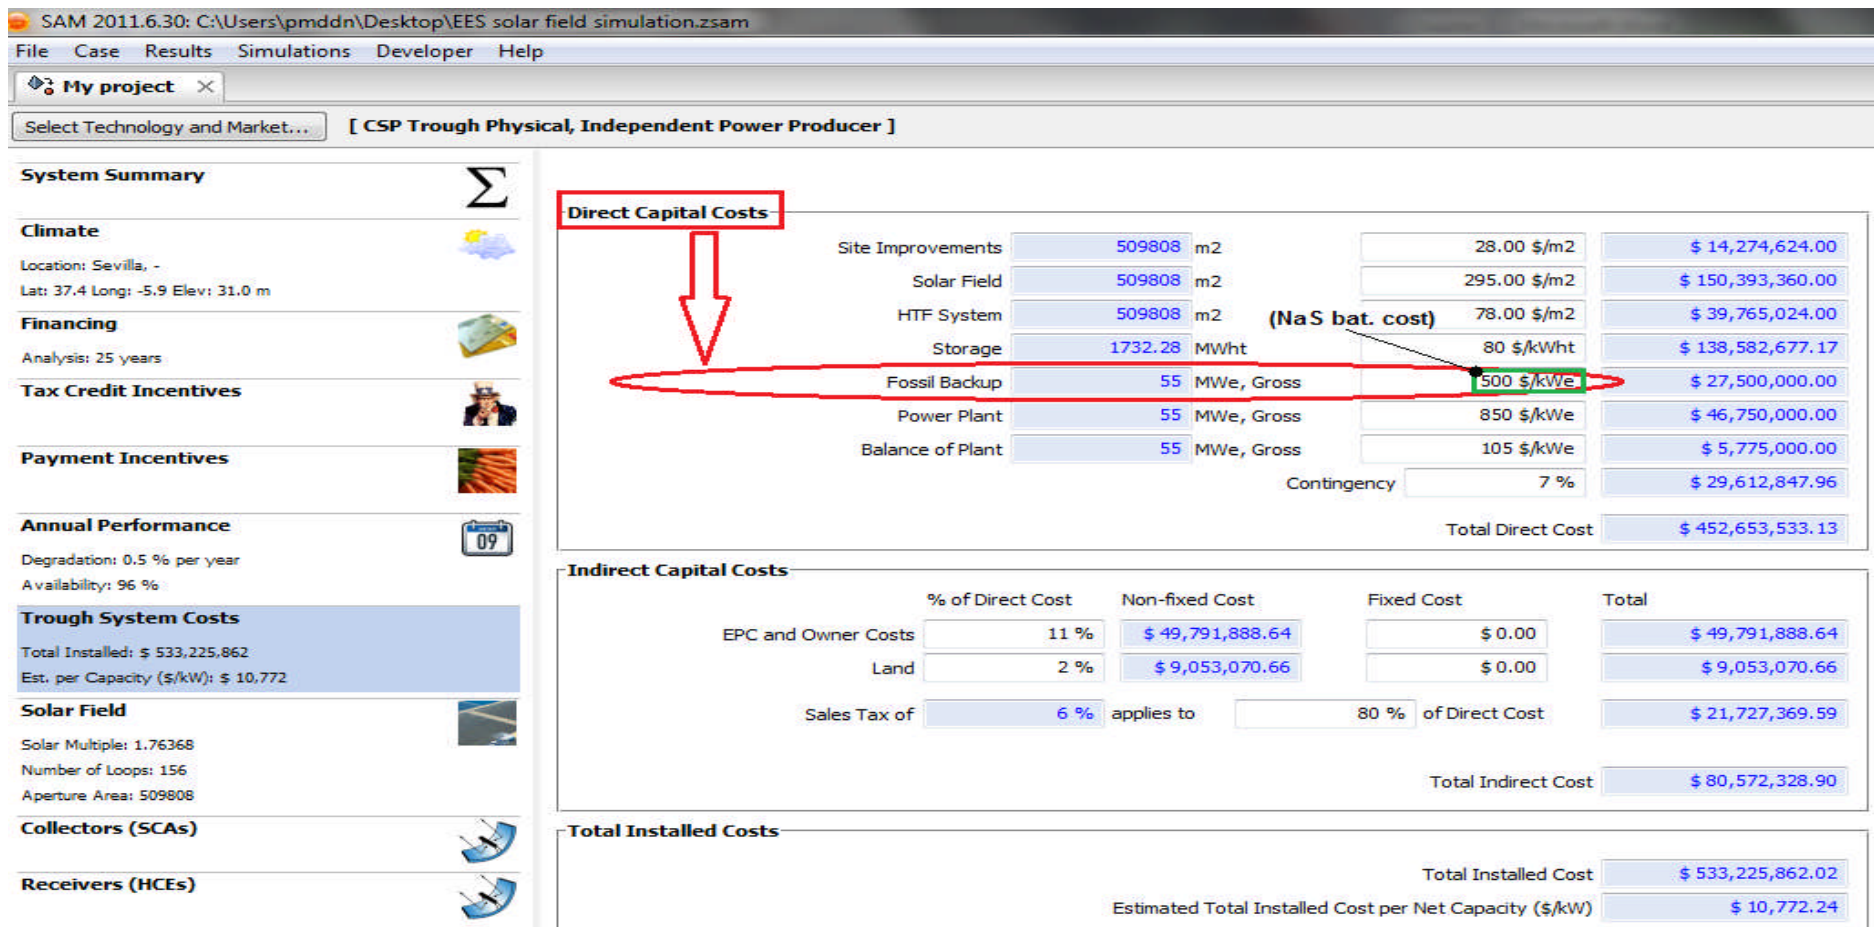 SAM 2011.6.30: C:\Users\pmddn\Desktop\EES solar field simulation.zsam
File Case Results Simulations Developer Help
My project
Select Technology and Market... [ CSP Trough Physical, Independent Power Producer ]
System Summary
Climate
Location: Sevilla, -
Lat: 37.4 Long: -5.9 Elev: 31.0 m
Financing
Analysis: 25 years
Tax Credit Incentives
Payment Incentives
Annual Performance
09
Degradation: 0.5 % per year
Availability: 96 %
Trough System Costs
Total Installed: $ 533,225,862
Est. per Capacity ($/kW): $ 10,772
Solar Field
Solar Multiple: 1.76368
Number of Loops: 156
Aperture Area: 509808
Collectors (SCAs)
Receivers (HCEs)
Direct Capital Costs
Site Improvements 509808 m2 28.00 $/m2 $ 14,274,624.00
Solar Field 509808 m2 295.00 $/m2 $ 150,393,360.00
HTF System 509808 m2 (NaS bat. cost) 78.00 $/m2 $ 39,765,024.00
Storage 1732.28 MWht 80 $/kWht $ 138,582,677.17
Fossil Backup 55 MWe, Gross 500 $/kWe $ 27,500,000.00
Power Plant 55 MWe, Gross 850 $/kWe $ 46,750,000.00
Balance of Plant 55 MWe, Gross 105 $/kWe $ 5,775,000.00
Contingency 7 % $ 29,612,847.96
Total Direct Cost $ 452,653,533.13
Indirect Capital Costs
% of Direct Cost Non-fixed Cost Fixed Cost Total
EPC and Owner Costs 11 % $ 49,791,888.64 $ 0.00 $ 49,791,888.64
Land 2 % $ 9,053,070.66 $ 0.00 $ 9,053,070.66
Sales Tax of 6 % applies to 80 % of Direct Cost $ 21,727,369.59
Total Indirect Cost $ 80,572,328.90
Total Installed Costs
Total Installed Cost $ 533,225,862.02
Estimated Total Installed Cost per Net Capacity ($/kW) $ 10,772.24